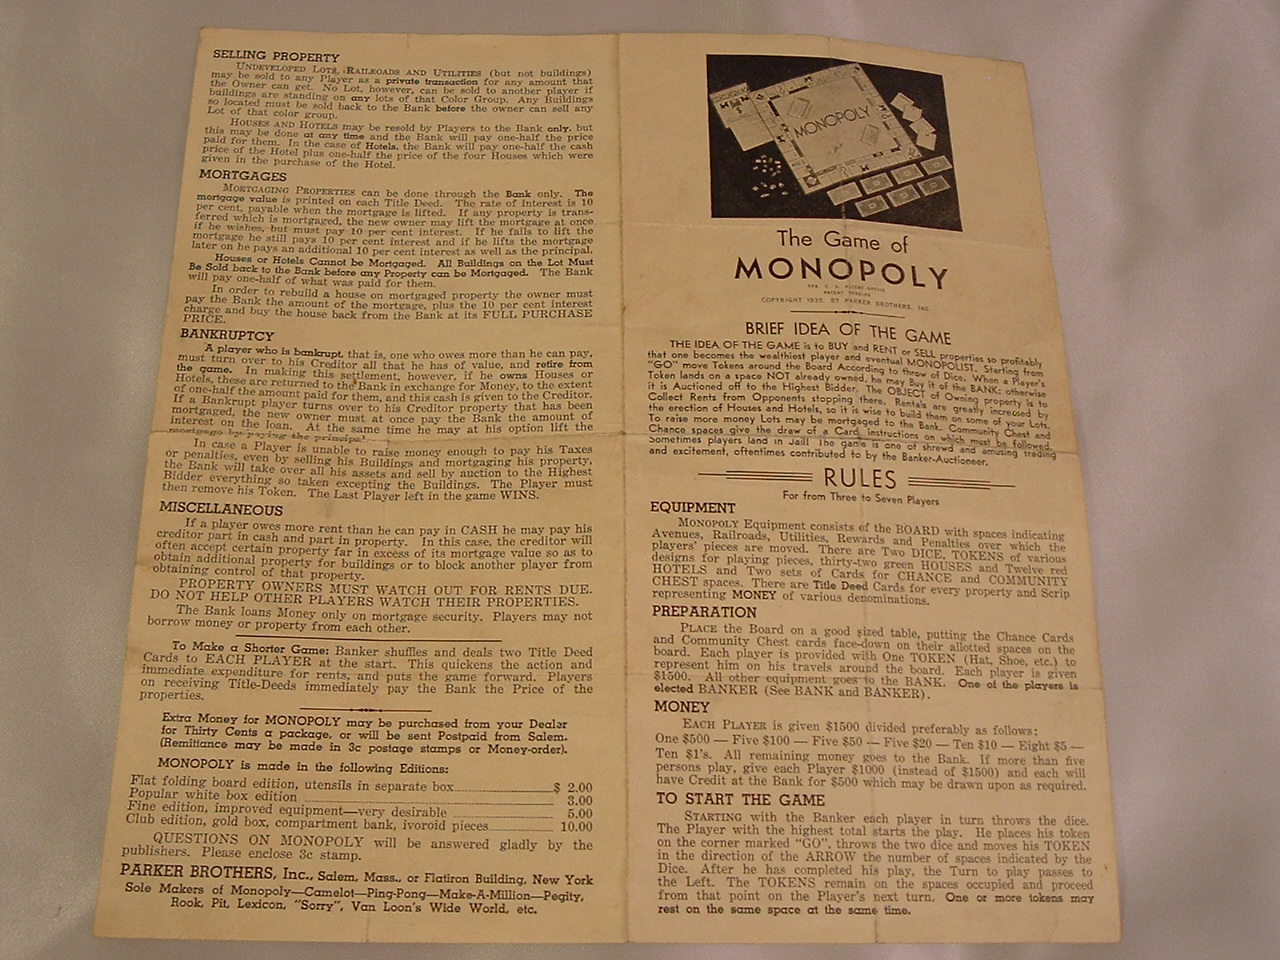 SELLING PROPERTY
UNDEVELOPED LOTS, RAILROADS AND UTILITIES (but not buildings)
may be sold to any Player as a private transaction for any amount that
the Owner can get. No Lot, however, can be sold to another player if
buildings are standing on any lots of that Color Group. Any Buildings
so located must be sold back to the Bank before the owner can sell any
Lot of that color group.
HOUSES AND HOTELS may be resold by Players to the Bank only, but
this may be done at any time and the Bank will pay one-half the price
paid for them. In the case of Hotels, the Bank will pay one-half the cash
price of the Hotel plus one-half the price of the four Houses which were
given in the purchase of the Hotel.
MORTGAGES
MORTGAGING PROPERTIES can be done through the Bank only. The
mortgage value is printed on each Title Deed. The rate of Interest is 10
per cent, payable when the mortgage is lifted. If any property is trans-
ferred which is mortgaged, the new owner may lift the mortgage at once
if he wishes, but must pay 10 per cent interest. If he fails to lift the
mortgage he still pays 10 per cent interest and if he lifts the mortgage
later on he pays an additional 10 per cent interest as well as the principal.
Houses or Hotels Cannot be Mortgaged. All Buildings on the Lot Must
Be Sold back to the Bank before any Property can be Mortgaged. The Bank
will pay one-half of what was paid for them.
In order to rebuild a house on mortgaged property the owner must
pay the Bank the amount of the mortgage, plus the 10 per cent interest
charge and buy the house back from the Bank at its FULL PURCHASE
PRICE.
BANKRUPTCY
A player who is bankrupt, that is, one who owes more than he can pay,
must turn over to his Creditor all that he has of value, and retire from
the game. In making this settlement, however, if he owns Houses or
Hotels, these are returned to the Bank in exchange for Money, to the extent
of one-half the amount paid for them, and this cash is given to the Creditor.
If a Bankrupt player turns over to his Creditor property that has been
mortgaged, the new owner must at once pay the Bank the amount of
interest on the loan. At the same time he may at his option lift the
mortgage by paying the principal.
In case a Player is unable to raise money enough to pay his Taxes
or penalties, even by selling his Buildings and mortgaging his property,
the Bank will take over all his assets and sell by auction to the Highest
Bidder everything so taken excepting the Buildings. The Player must
then remove his Token. The Last Player left in the game WINS.
MISCELLANEOUS
If a player owes more rent than he can pay in CASH he may pay his
creditor part in cash and part in property. In this case, the creditor will
often accept certain property far in excess of its mortgage value so as to
obtain additional property for buildings or to block another player from
obtaining control of that property.
PROPERTY OWNERS MUST WATCH OUT FOR RENTS DUE.
DO NOT HELP OTHER PLAYERS WATCH THEIR PROPERTIES.
The Bank loans Money only on mortgage security. Players may not
borrow money or property from each other.
To Make a Shorter Game: Banker shuffles and deals two Title Deed
Cards to EACH PLAYER at the start. This quickens the action and
immediate expenditure for rents, and puts the game forward. Players
on receiving Title-Deeds immediately pay the Bank the Price of the
properties.
Extra Money for MONOPOLY may be purchased from your Dealer
for Thirty Cents a package, or will be sent Postpaid from Salem.
(Remittance may be made in 3c postage stamps or Money-order).
MONOPOLY is made in the following Editions:
Flat folding board edition, utensils in separate box $ 2.00
Popular white box edition 3.00
Fine edition, improved equipment—very desirable 5.00
Club edition, gold box, compartment bank, ivoroid pieces 10.00
QUESTIONS ON MONOPOLY will be answered gladly by the
publishers. Please enclose 3c stamp.
PARKER BROTHERS, Inc., Salem, Mass., or Flatiron Building, New York
Sole Makers of Monopoly—Camelot—Ping-Pong—Make-A-Million—Pegity,
Rook, Pit, Lexicon, "Sorry", Van Loon's Wide World, etc.
MONOPOLY
The Game of
MONOPOLY
REG. U. S. PATENT OFFICE
PATENT PENDING
COPYRIGHT 1935 BY PARKER BROTHERS, INC.
BRIEF IDEA OF THE GAME
THE IDEA OF THE GAME is to BUY and RENT or SELL properties so profitably
that one becomes the wealthiest player and eventual MONOPOLIST. Starting from
"GO" move Tokens around the Board According to throw of Dice. When a Player's
Token lands on a space NOT already owned, he may Buy it of the BANK: otherwise
it is Auctioned off to the Highest Bidder. The OBJECT of Owning property is to
Collect Rents from Opponents stopping there. Rentals are greatly increased by
the erection of Houses and Hotels, so it is wise to build them on some of your Lots.
To raise more money Lots may be mortgaged to the Bank. Community Chest and
Chance spaces give the draw of a Card, instructions on which must be followed.
Sometimes players land in Jail! The game is one of shrewd and amusing trading
and excitement, oftentimes contributed to by the Banker-Auctioneer.
RULES
For from Three to Seven Players
EQUIPMENT
MONOPOLY Equipment consists of the BOARD with spaces indicating
Avenues, Railroads, Utilities, Rewards and Penalties over which the
players' pieces are moved. There are Two DICE, TOKENS of various
designs for playing pieces, thirty-two green HOUSES and Twelve red
HOTELS and Two sets of Cards for CHANCE and COMMUNITY
CHEST spaces. There are Title Deed Cards for every property and Scrip
representing MONEY of various denominations.
PREPARATION
PLACE the Board on a good sized table, putting the Chance Cards
and Community Chest cards face-down on their allotted spaces on the
board. Each player is provided with One TOKEN (Hat, Shoe, etc.) to
represent him on his travels around the board. Each player is given
$1500. All other equipment goes to the BANK. One of the players is
elected BANKER (See BANK and BANKER).
MONEY
EACH PLAYER is given $1500 divided preferably as follows:
One $500 — Five $100 — Five $50 — Five $20 — Ten $10 — Eight $5 —
Ten $1's. All remaining money goes to the Bank. If more than five
persons play, give each Player $1000 (instead of $1500) and each will
have Credit at the Bank for $500 which may be drawn upon as required.
TO START THE GAME
STARTING with the Banker each player in turn throws the dice.
The Player with the highest total starts the play. He places his token
on the corner marked "GO", throws the two dice and moves his TOKEN
in the direction of the ARROW the number of spaces indicated by the
Dice. After he has completed his play, the Turn to play passes to
the Left. The TOKENS remain on the spaces occupied and proceed
from that point on the Player's next turn. One or more tokens may
rest on the same space at the same time.